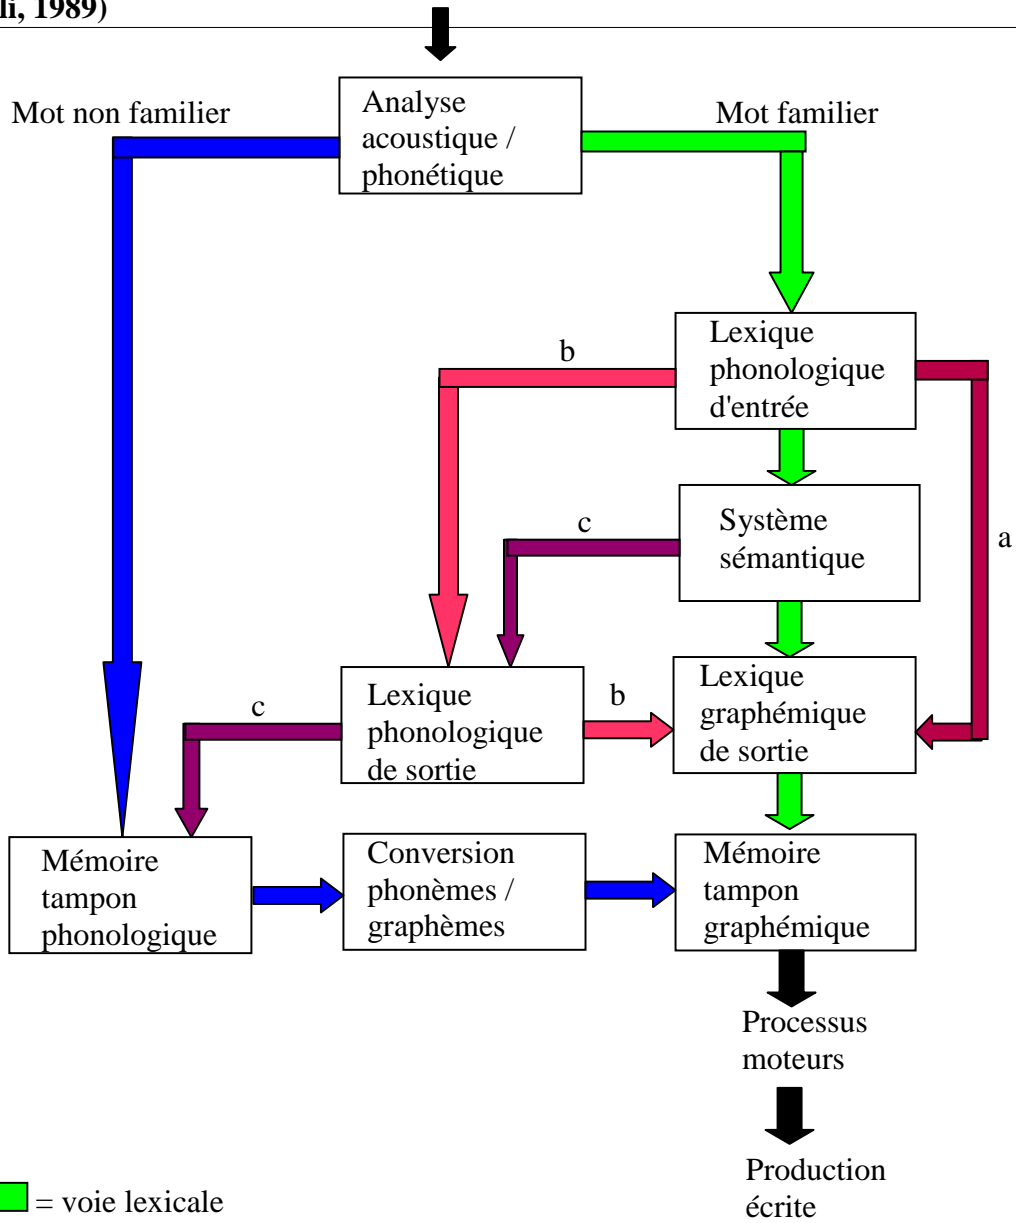 li, 1989)
Mot non familier
Analyse
acoustique /
phonétique
Mot familier
Lexique
phonologique
d'entrée
b
a
Système
sémantique
c
Lexique
phonologique
de sortie
b
Lexique
graphémique
de sortie
c
Mémoire
tampon
phonologique
Conversion
phonèmes /
graphèmes
Mémoire
tampon
graphémique
Processus
moteurs
Production
écrite
= voie lexicale